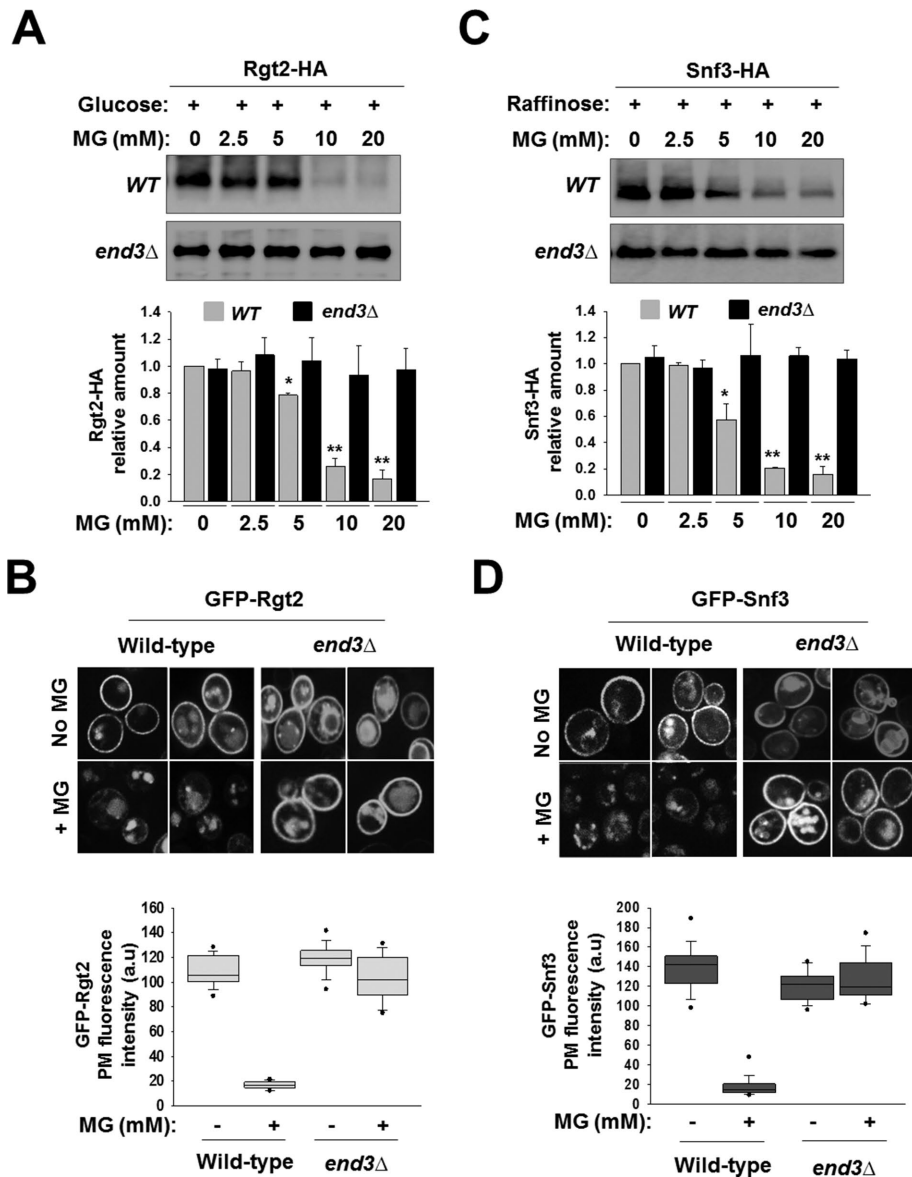 A
Rgt2-HA
Glucose: + + + + +
MG (mM): 0 2.5 5 10 20
WT
end3Δ
WT end3Δ
Rgt2-HA
relative amount
1.4
1.2
1.0
0.8
0.6
0.4
0.2
0.0
* ** **
MG (mM): 0 2.5 5 10 20
C
Snf3-HA
Raffinose: + + + + +
MG (mM): 0 2.5 5 10 20
WT
end3Δ
WT end3Δ
Snf3-HA
relative amount
1.4
1.2
1.0
0.8
0.6
0.4
0.2
0.0
* ** **
MG (mM): 0 2.5 5 10 20
B
GFP-Rgt2
Wild-type end3Δ
No MG
+ MG
GFP-Rgt2
PM fluorescence
intensity (a.u)
160
140
120
100
80
60
40
20
0
MG (mM): - + - +
Wild-type end3Δ
D
GFP-Snf3
Wild-type end3Δ
No MG
+ MG
GFP-Snf3
PM fluorescence
intensity (a.u)
200
180
160
140
120
100
80
60
40
20
0
MG (mM): - + - +
Wild-type end3Δ